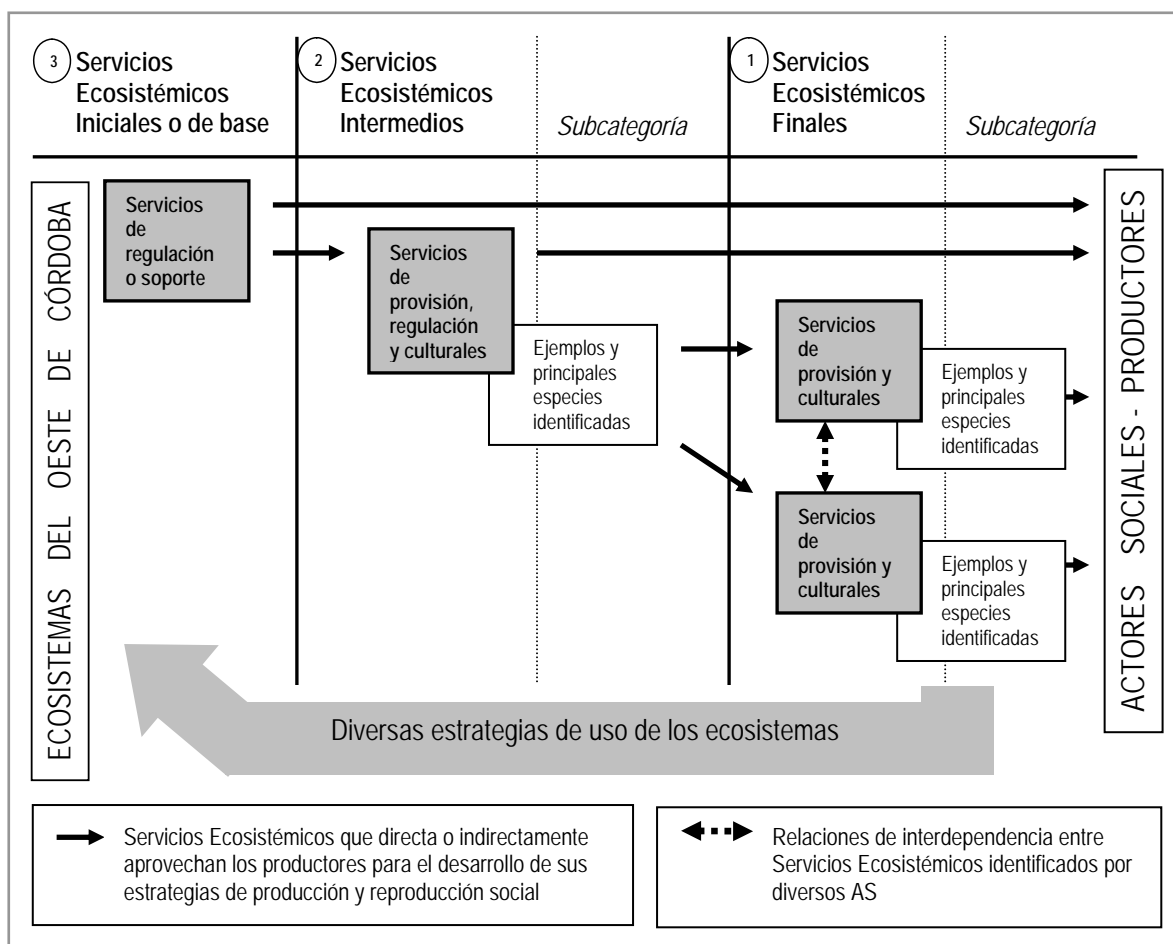 3 Servicios
Ecosistémicos
Iniciales o de base
2 Servicios
Ecosistémicos
Intermedios
Subcategoría
1 Servicios
Ecosistémicos
Finales
Subcategoría
ECOSISTEMAS DEL OESTE DE CÓRDOBA
Servicios
de
regulación
o soporte
Servicios
de
provisión,
regulación
y culturales
Ejemplos y
principales
especies
identificadas
Servicios
de
provisión y
culturales
Ejemplos y
principales
especies
identificadas
Servicios
de
provisión y
culturales
Ejemplos y
principales
especies
identificadas
ACTORES SOCIALES - PRODUCTORES
Diversas estrategias de uso de los ecosistemas
Servicios Ecosistémicos que directa o indirectamente
aprovechan los productores para el desarrollo de sus
estrategias de producción y reproducción social
Relaciones de interdependencia entre
Servicios Ecosistémicos identificados por
diversos AS